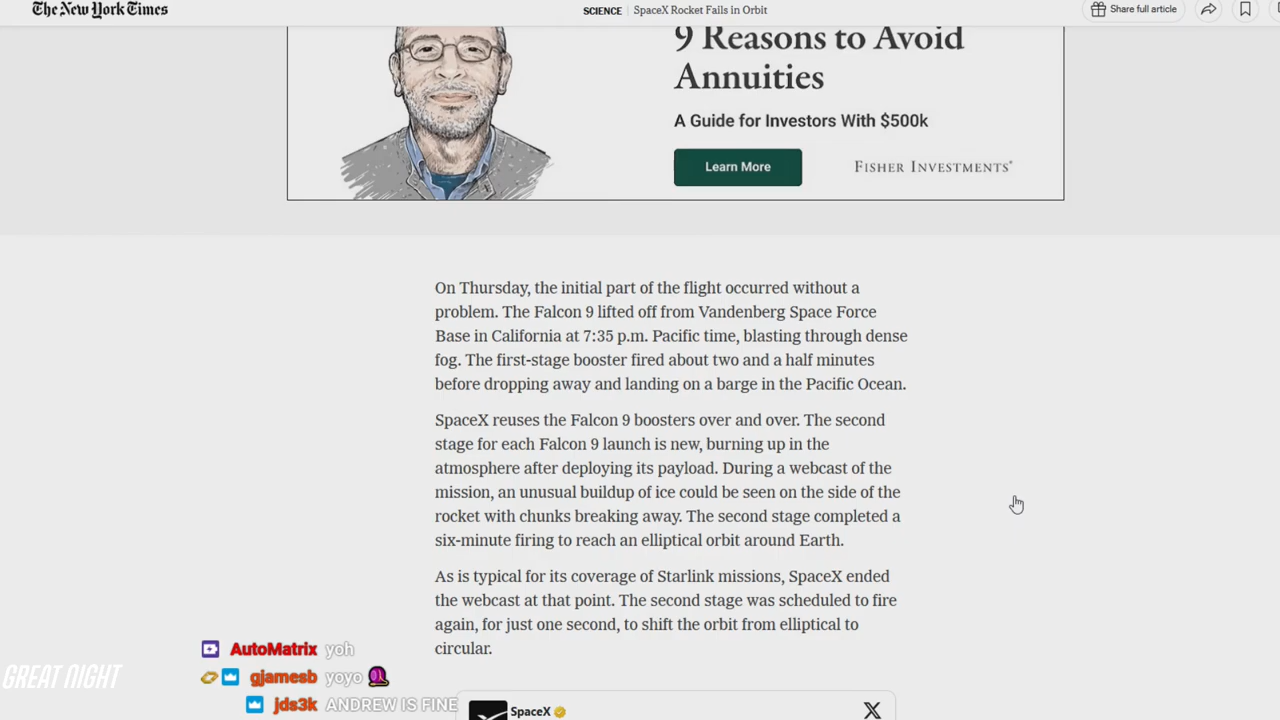 The New York Times
SCIENCE | SpaceX Rocket Fails in Orbit
Share full article
9 Reasons to Avoid
Annuities
A Guide for Investors With $500k
Learn More
FISHER INVESTMENTS®
On Thursday, the initial part of the flight occurred without a
problem. The Falcon 9 lifted off from Vandenberg Space Force
Base in California at 7:35 p.m. Pacific time, blasting through dense
fog. The first-stage booster fired about two and a half minutes
before dropping away and landing on a barge in the Pacific Ocean.
SpaceX reuses the Falcon 9 boosters over and over. The second
stage for each Falcon 9 launch is new, burning up in the
atmosphere after deploying its payload. During a webcast of the
mission, an unusual buildup of ice could be seen on the side of the
rocket with chunks breaking away. The second stage completed a
six-minute firing to reach an elliptical orbit around Earth.
As is typical for its coverage of Starlink missions, SpaceX ended
the webcast at that point. The second stage was scheduled to fire
again, for just one second, to shift the orbit from elliptical to
circular.
AutoMatrix yoh
gjamesb yoyo
jds3k ANDREW IS FINE
GREAT NIGHT
SpaceX